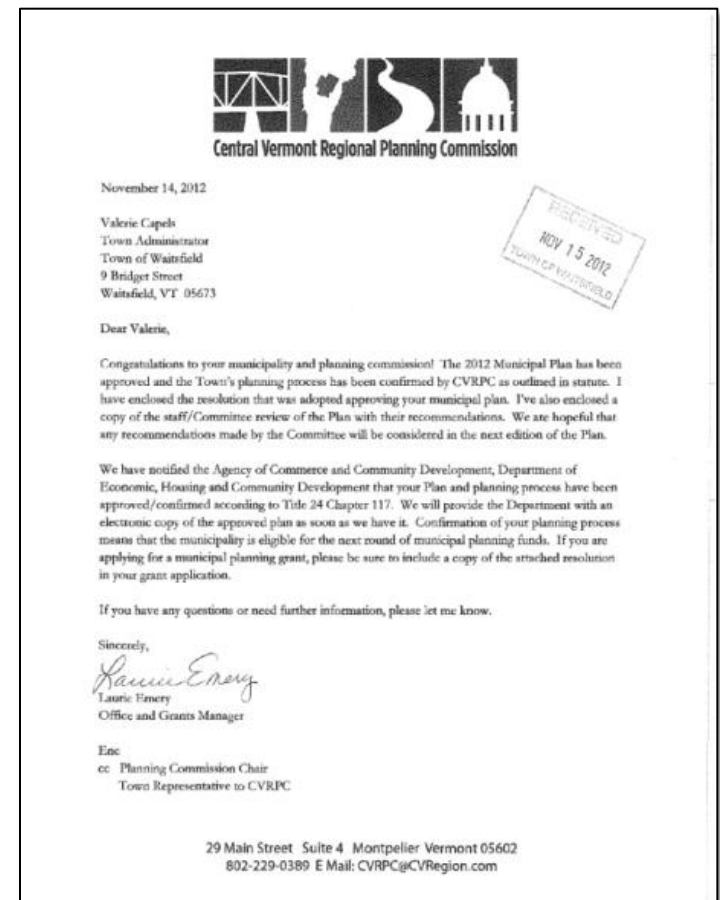 Central Vermont Regional Planning Commission
November 14, 2012
RECEIVED
NOV 15 2012
TOWN OF WAITSFIELD
Valerie Capels
Town Administrator
Town of Waitsfield
9 Bridget Street
Waitsfield, VT 05673
Dear Valerie,
Congratulations to your municipality and planning commission! The 2012 Municipal Plan has been
approved and the Town's planning process has been confirmed by CVRPC as outlined in statute. I
have enclosed the resolution that was adopted approving your municipal plan. I've also enclosed a
copy of the staff/Committee review of the Plan with their recommendations. We are hopeful that
any recommendations made by the Committee will be considered in the next edition of the Plan.
We have notified the Agency of Commerce and Community Development, Department of
Economic, Housing and Community Development that your Plan and planning process have been
approved/confirmed according to Title 24 Chapter 117. We will provide the Department with an
electronic copy of the approved plan as soon as we have it. Confirmation of your planning process
means that the municipality is eligible for the next round of municipal planning funds. If you are
applying for a municipal planning grant, please be sure to include a copy of the attached resolution
in your grant application.
If you have any questions or need further information, please let me know.
Sincerely,
Laurie Emery
Laurie Emery
Office and Grants Manager
Enc
cc Planning Commission Chair
Town Representative to CVRPC
29 Main Street Suite 4 Montpelier Vermont 05602
802-229-0389 E Mail: CVRPC@CVRegion.com